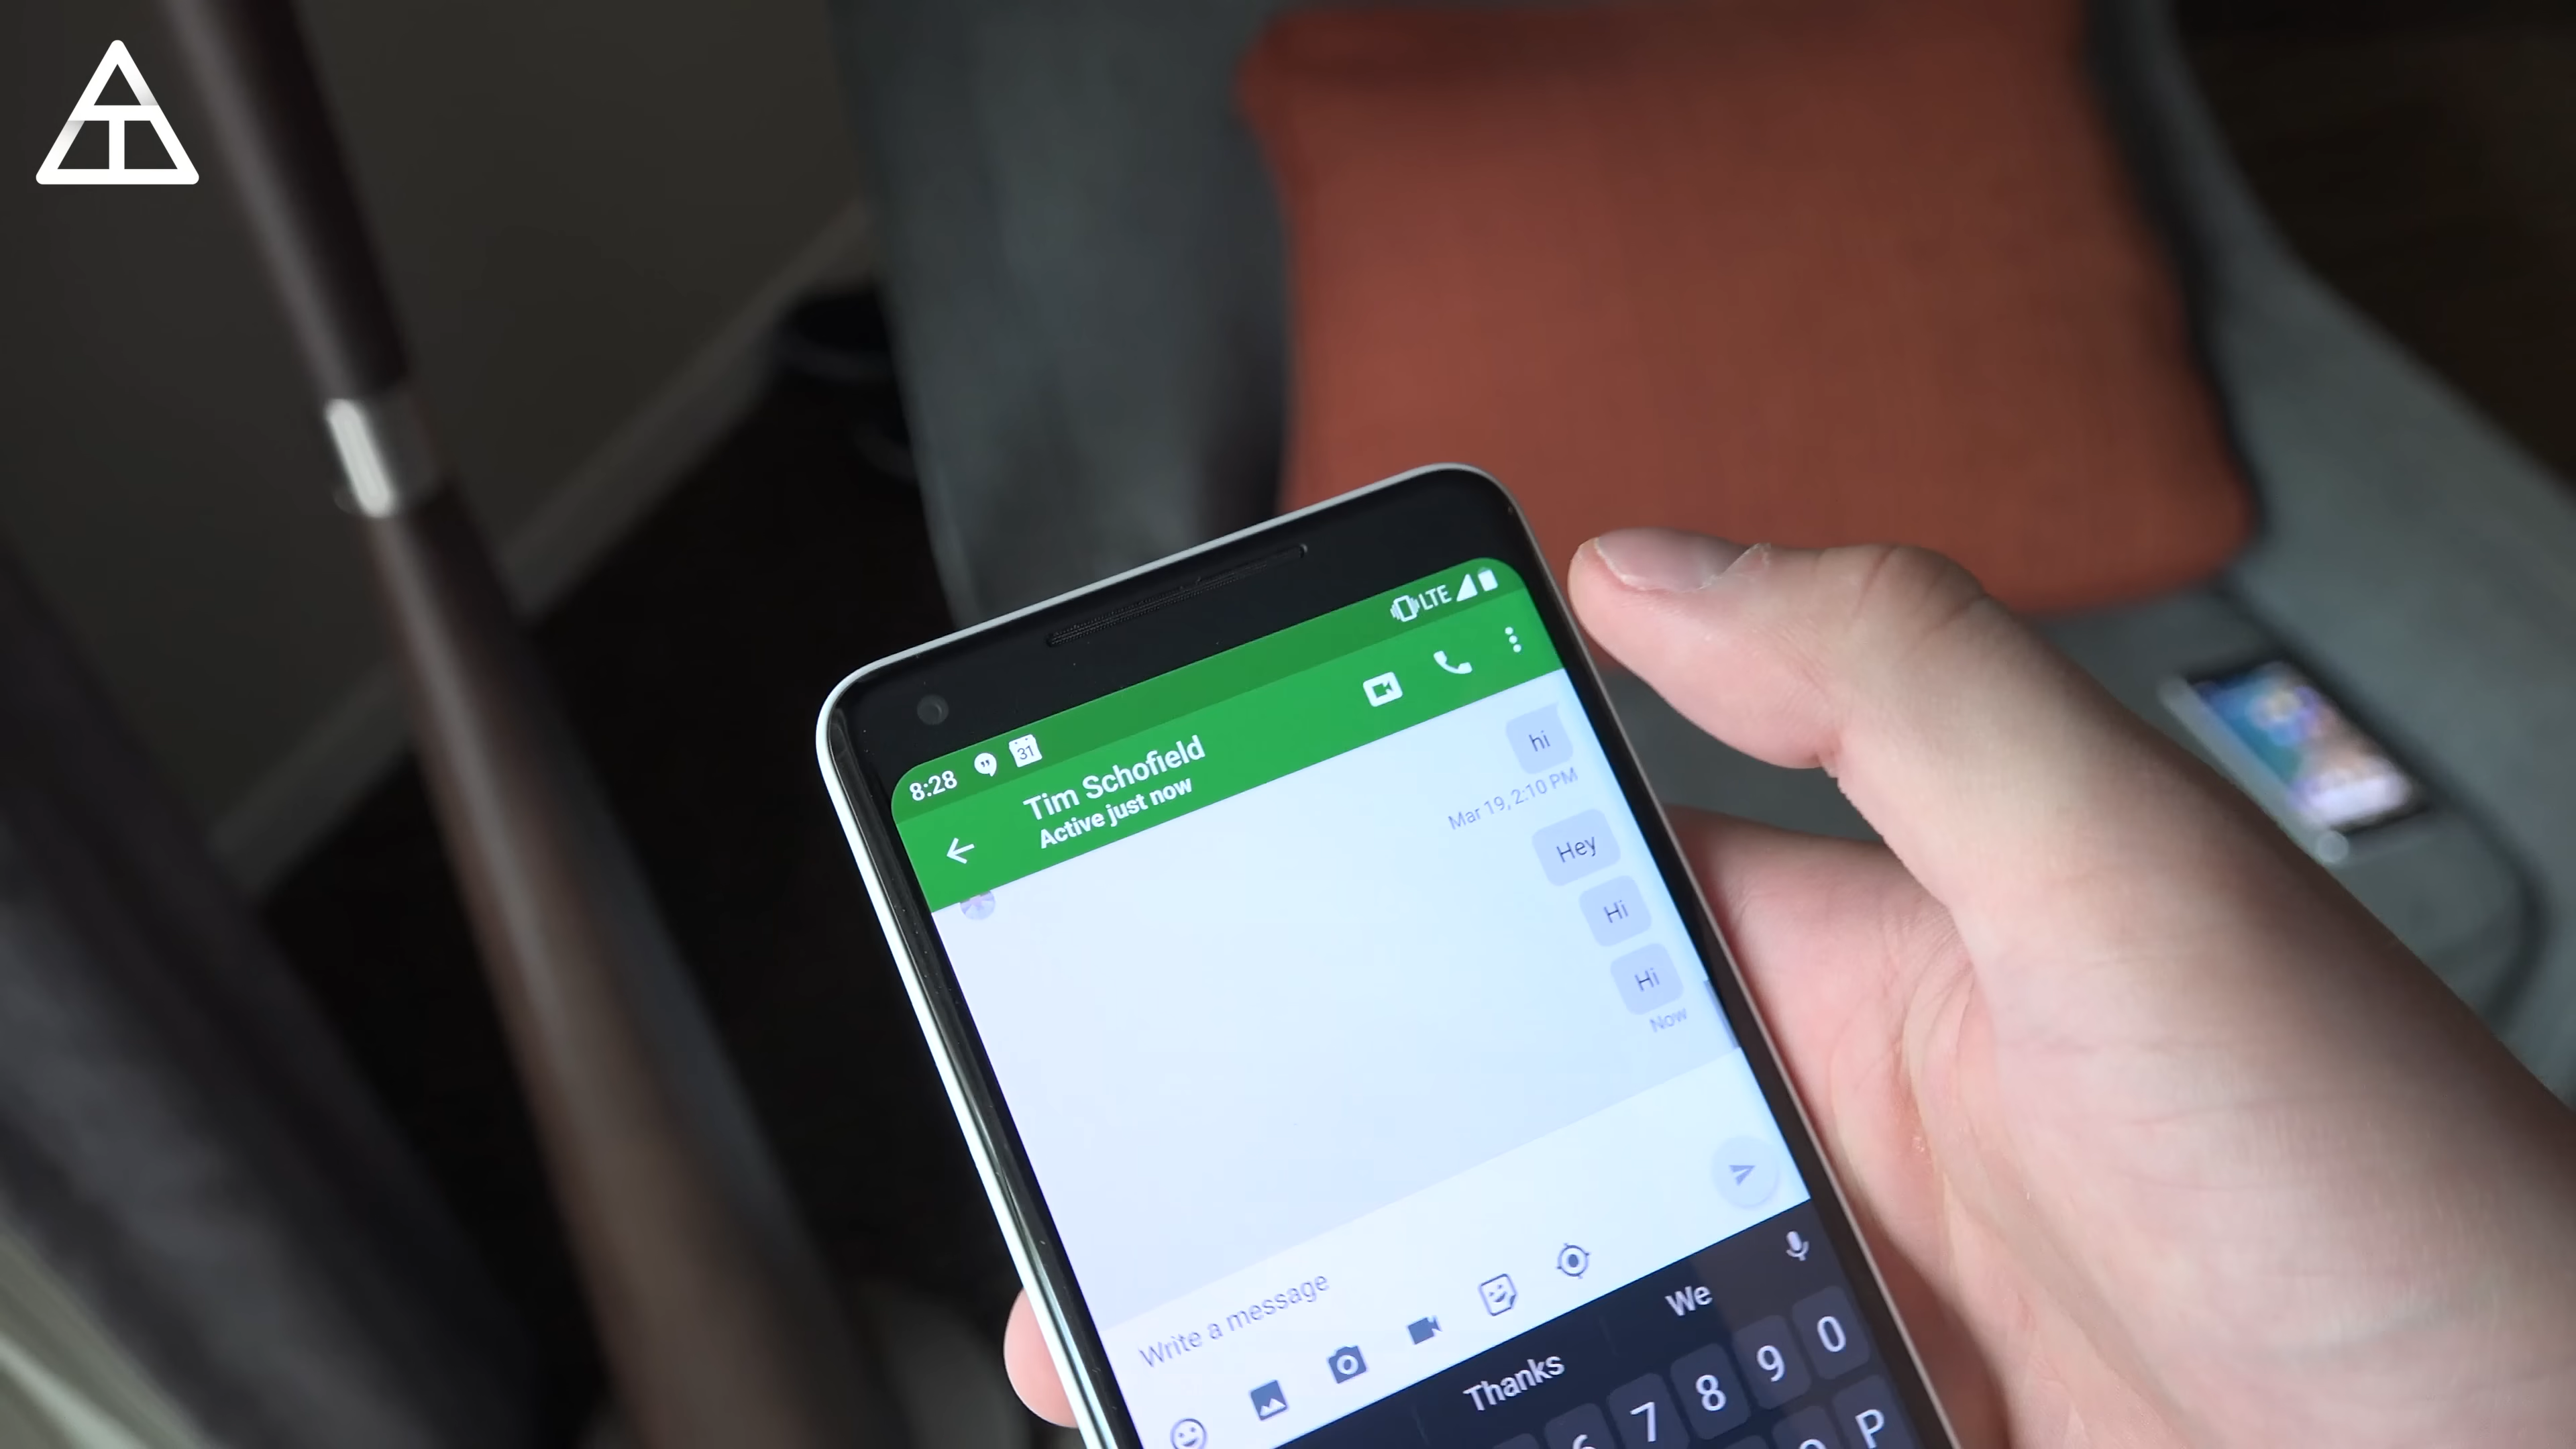 8:28
31
LTE
Tim Schofield
Active just now
hi
Mar 19, 2:10 PM
Hey
Hi
Hi
Now
Write a message
Thanks
We
7 8 9 0
P